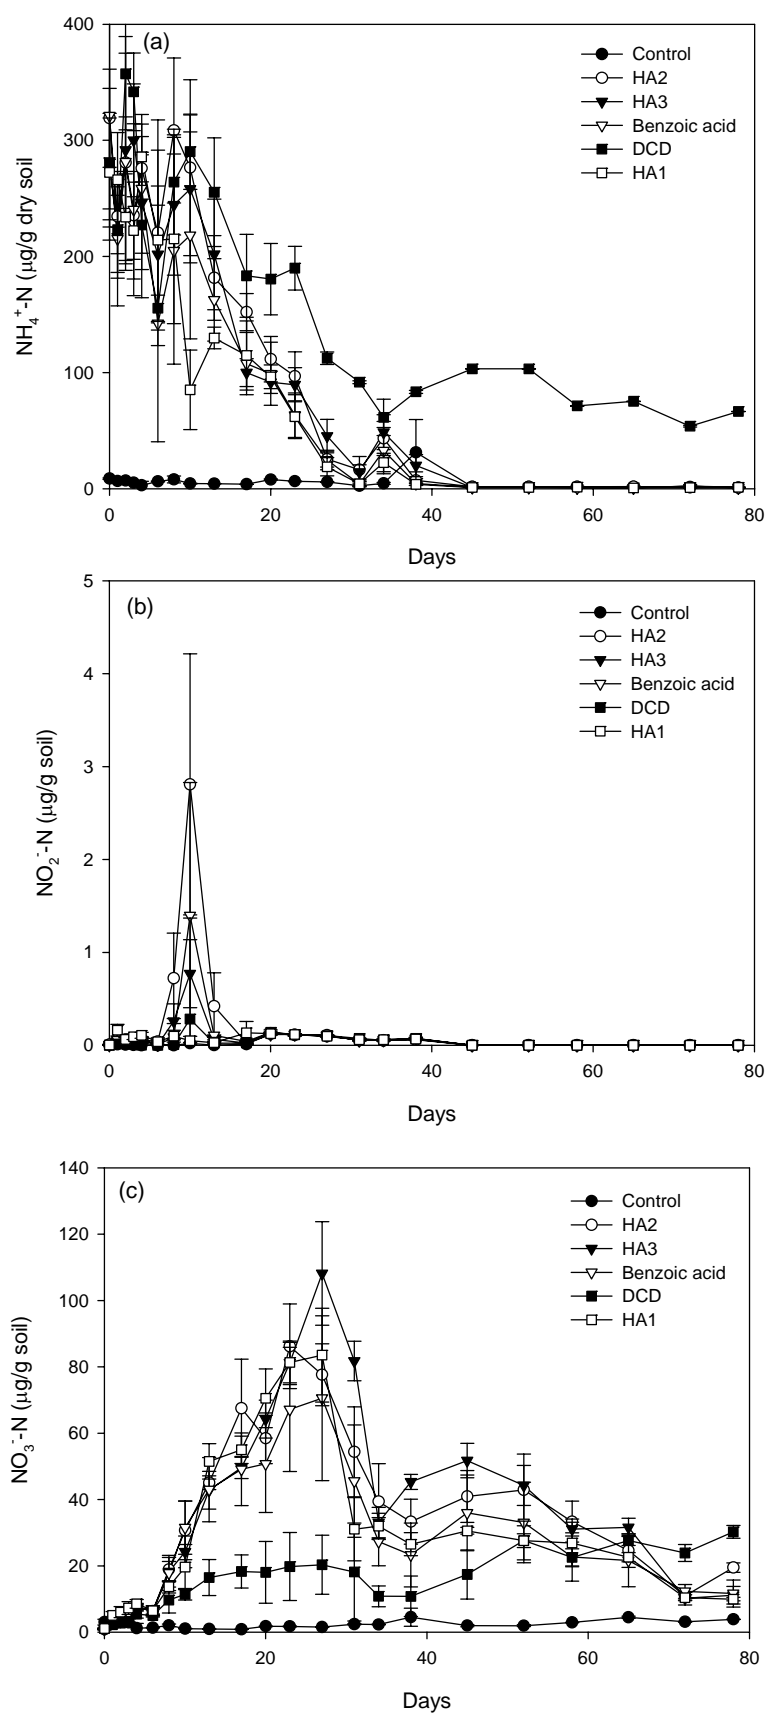 (a)
Control
HA2
HA3
Benzoic acid
DCD
HA1
NH₄⁺-N (μg/g dry soil
400
300
200
100
0
0 20 40 60 80
Days
(b)
Control
HA2
HA3
Benzoic acid
DCD
HA1
NO₂⁻-N (μg/g soil)
5
4
3
2
1
0
0 20 40 60 80
Days
(c)
Control
HA2
HA3
Benzoic acid
DCD
HA1
NO₃⁻-N (μg/g soil)
140
120
100
80
60
40
20
0
0 20 40 60 80
Days